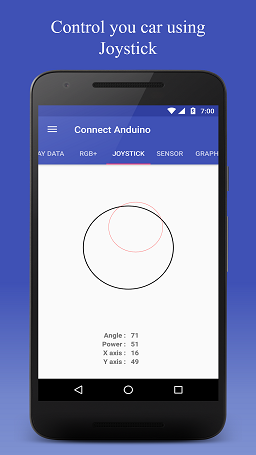 Control you car using
Joystick
7:00
Connect Anduino
AY DATA RGB+ JOYSTICK SENSOR GRAPH
Angle : 71
Power : 51
X axis : 16
Y axis : 49